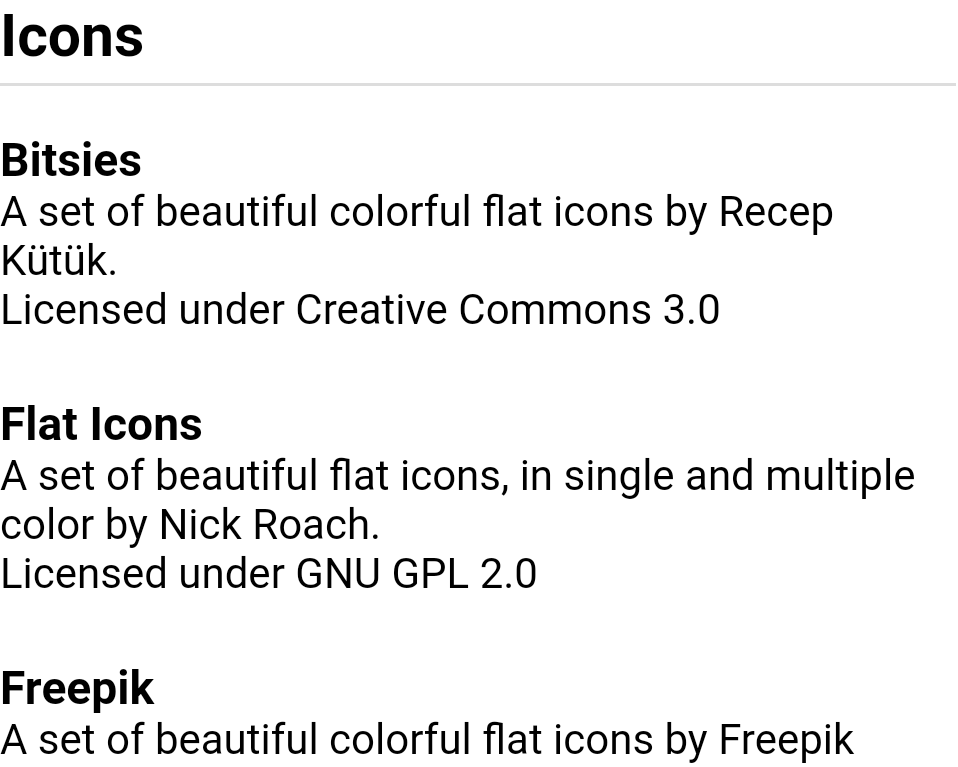 Icons
Bitsies
A set of beautiful colorful flat icons by Recep
Kütük.
Licensed under Creative Commons 3.0
Flat Icons
A set of beautiful flat icons, in single and multiple
color by Nick Roach.
Licensed under GNU GPL 2.0
Freepik
A set of beautiful colorful flat icons by Freepik